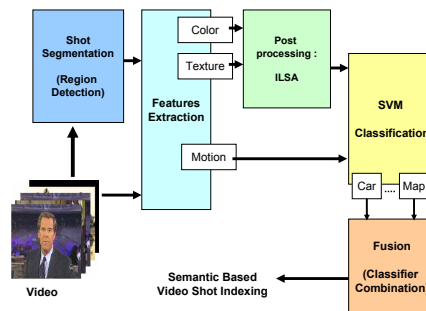 Shot
Segmentation
(Region
Detection)
Features
Extraction
Color
Texture
Motion
Post
processing :
ILSA
SVM
Classification
Car
....
Map
Fusion
(Classifier
Combination)
Semantic Based
Video Shot Indexing
Video